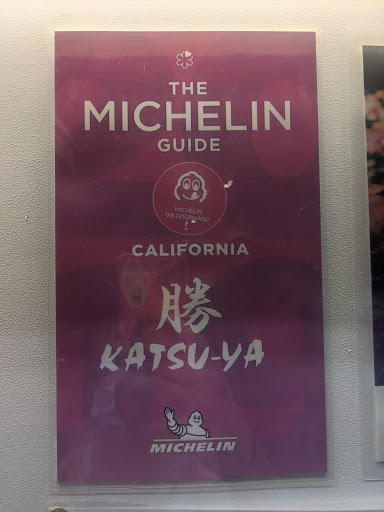 THE
MICHELIN
GUIDE
MICHELIN
BIB GOURMAND
CALIFORNIA
勝
KATSU-YA
MICHELIN